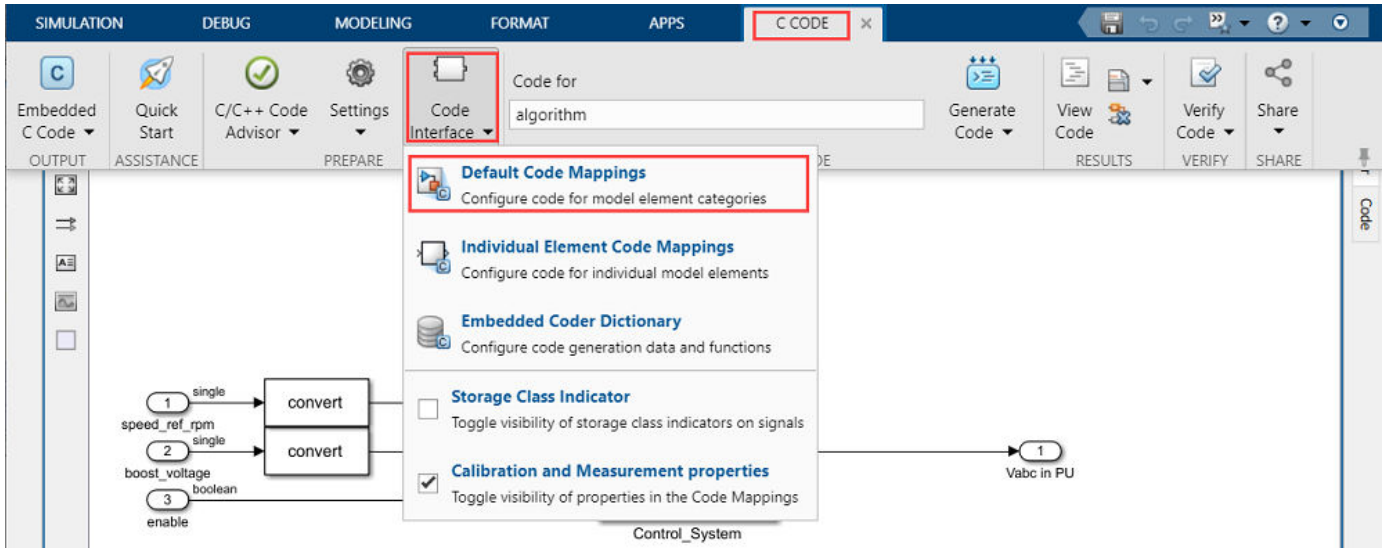 SIMULATION DEBUG MODELING FORMAT APPS C CODE
C
Code for
algorithm
Embedded
C Code
Quick
Start
C/C++ Code
Advisor
Settings
Code
Interface
Generate
Code
View
Code
Verify
Code
Share
OUTPUT ASSISTANCE PREPARE RESULTS VERIFY SHARE
Default Code Mappings
Configure code for model element categories
Individual Element Code Mappings
Configure code for individual model elements
Embedded Coder Dictionary
Configure code generation data and functions
Storage Class Indicator
Toggle visibility of storage class indicators on signals
Calibration and Measurement properties
Toggle visibility of properties in the Code Mappings
Code
1
single
convert
speed_ref_rpm
2
single
convert
boost_voltage
3
boolean
enable
1
Vabc in PU
Control_System